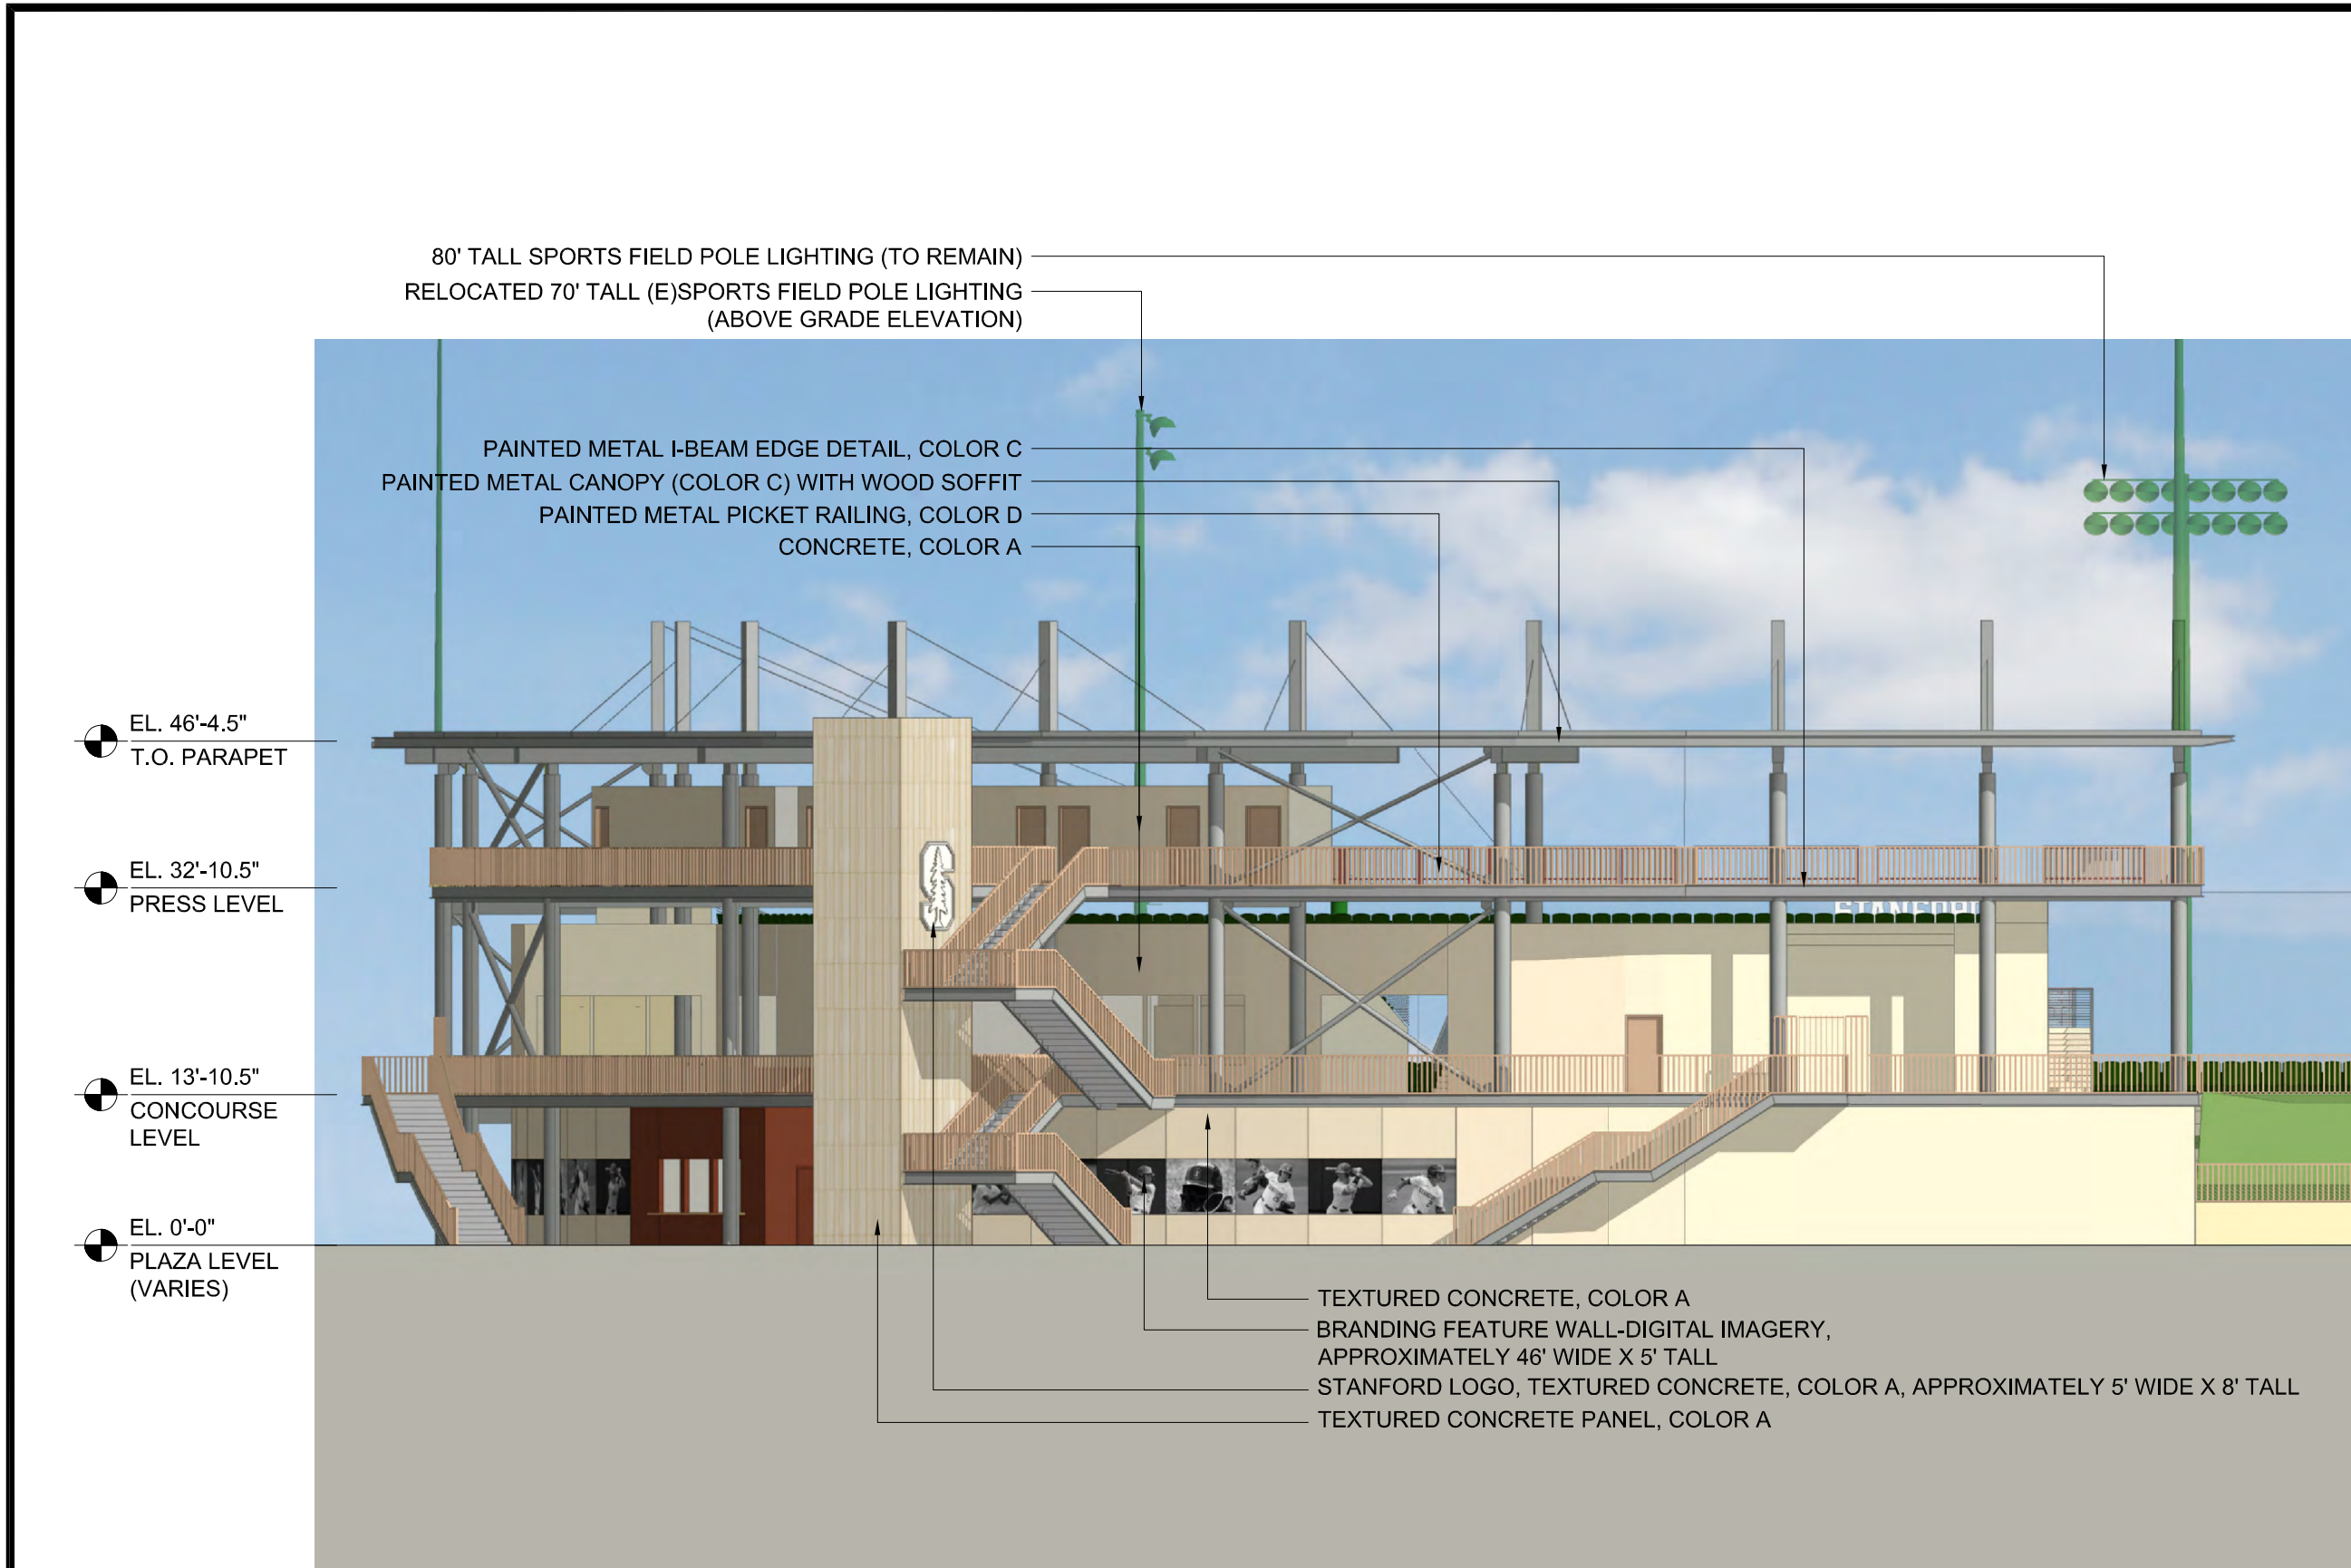 80' TALL SPORTS FIELD POLE LIGHTING (TO REMAIN)
RELOCATED 70' TALL (E)SPORTS FIELD POLE LIGHTING
(ABOVE GRADE ELEVATION)
PAINTED METAL I-BEAM EDGE DETAIL, COLOR C
PAINTED METAL CANOPY (COLOR C) WITH WOOD SOFFIT
PAINTED METAL PICKET RAILING, COLOR D
CONCRETE, COLOR A
EL. 46'-4.5"
T.O. PARAPET
EL. 32'-10.5"
PRESS LEVEL
S
STANFORD
EL. 13'-10.5"
CONCOURSE
LEVEL
EL. 0'-0"
PLAZA LEVEL
(VARIES)
TEXTURED CONCRETE, COLOR A
BRANDING FEATURE WALL-DIGITAL IMAGERY,
APPROXIMATELY 46' WIDE X 5' TALL
STANFORD LOGO, TEXTURED CONCRETE, COLOR A, APPROXIMATELY 5' WIDE X 8' TALL
TEXTURED CONCRETE PANEL, COLOR A